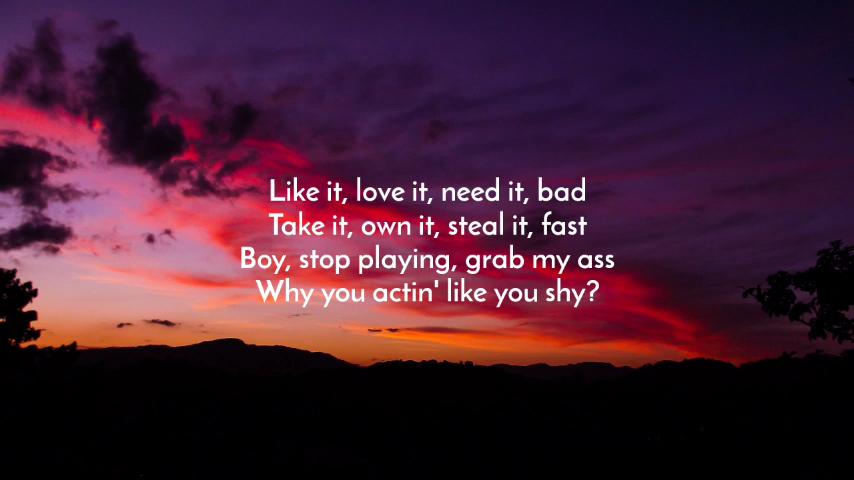 Like it, love it, need it, bad
Take it, own it, steal it, fast
Boy, stop playing, grab my ass
Why you actin' like you shy?